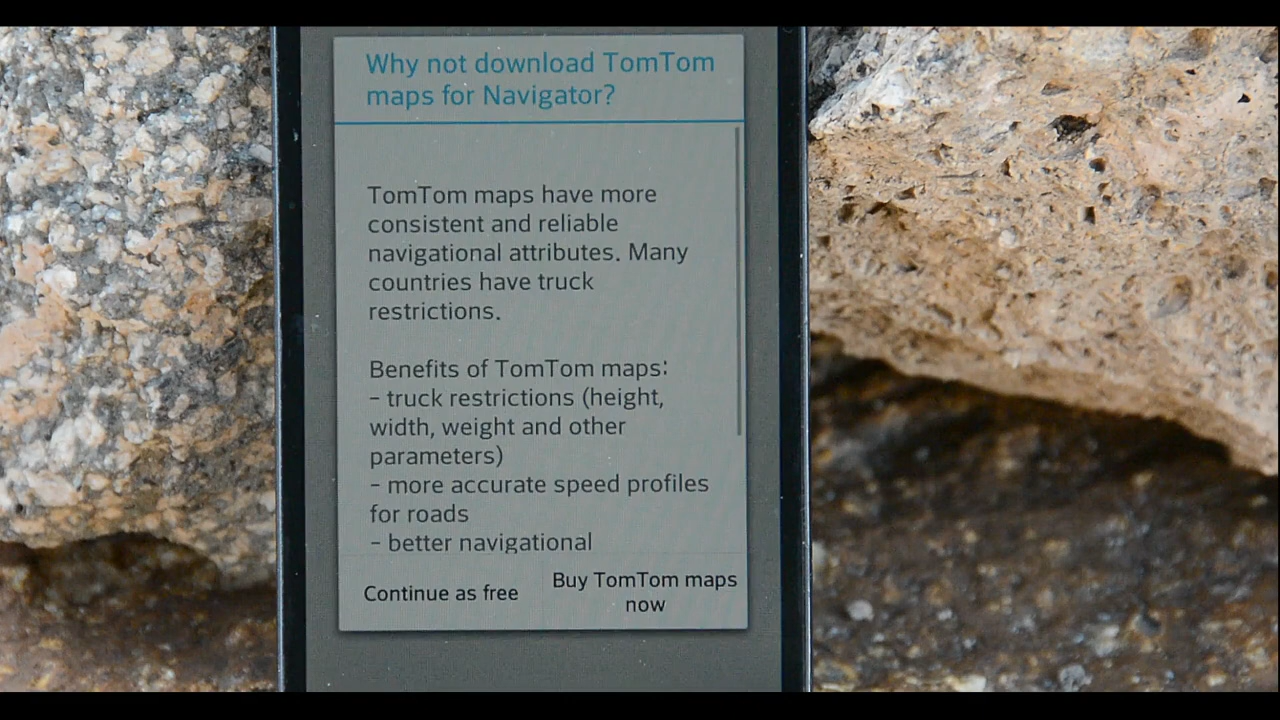 Why not download TomTom
maps for Navigator?
TomTom maps have more
consistent and reliable
navigational attributes. Many
countries have truck
restrictions.
Benefits of TomTom maps:
- truck restrictions (height,
width, weight and other
parameters)
- more accurate speed profiles
for roads
- better navigational
Continue as free
Buy TomTom maps
now